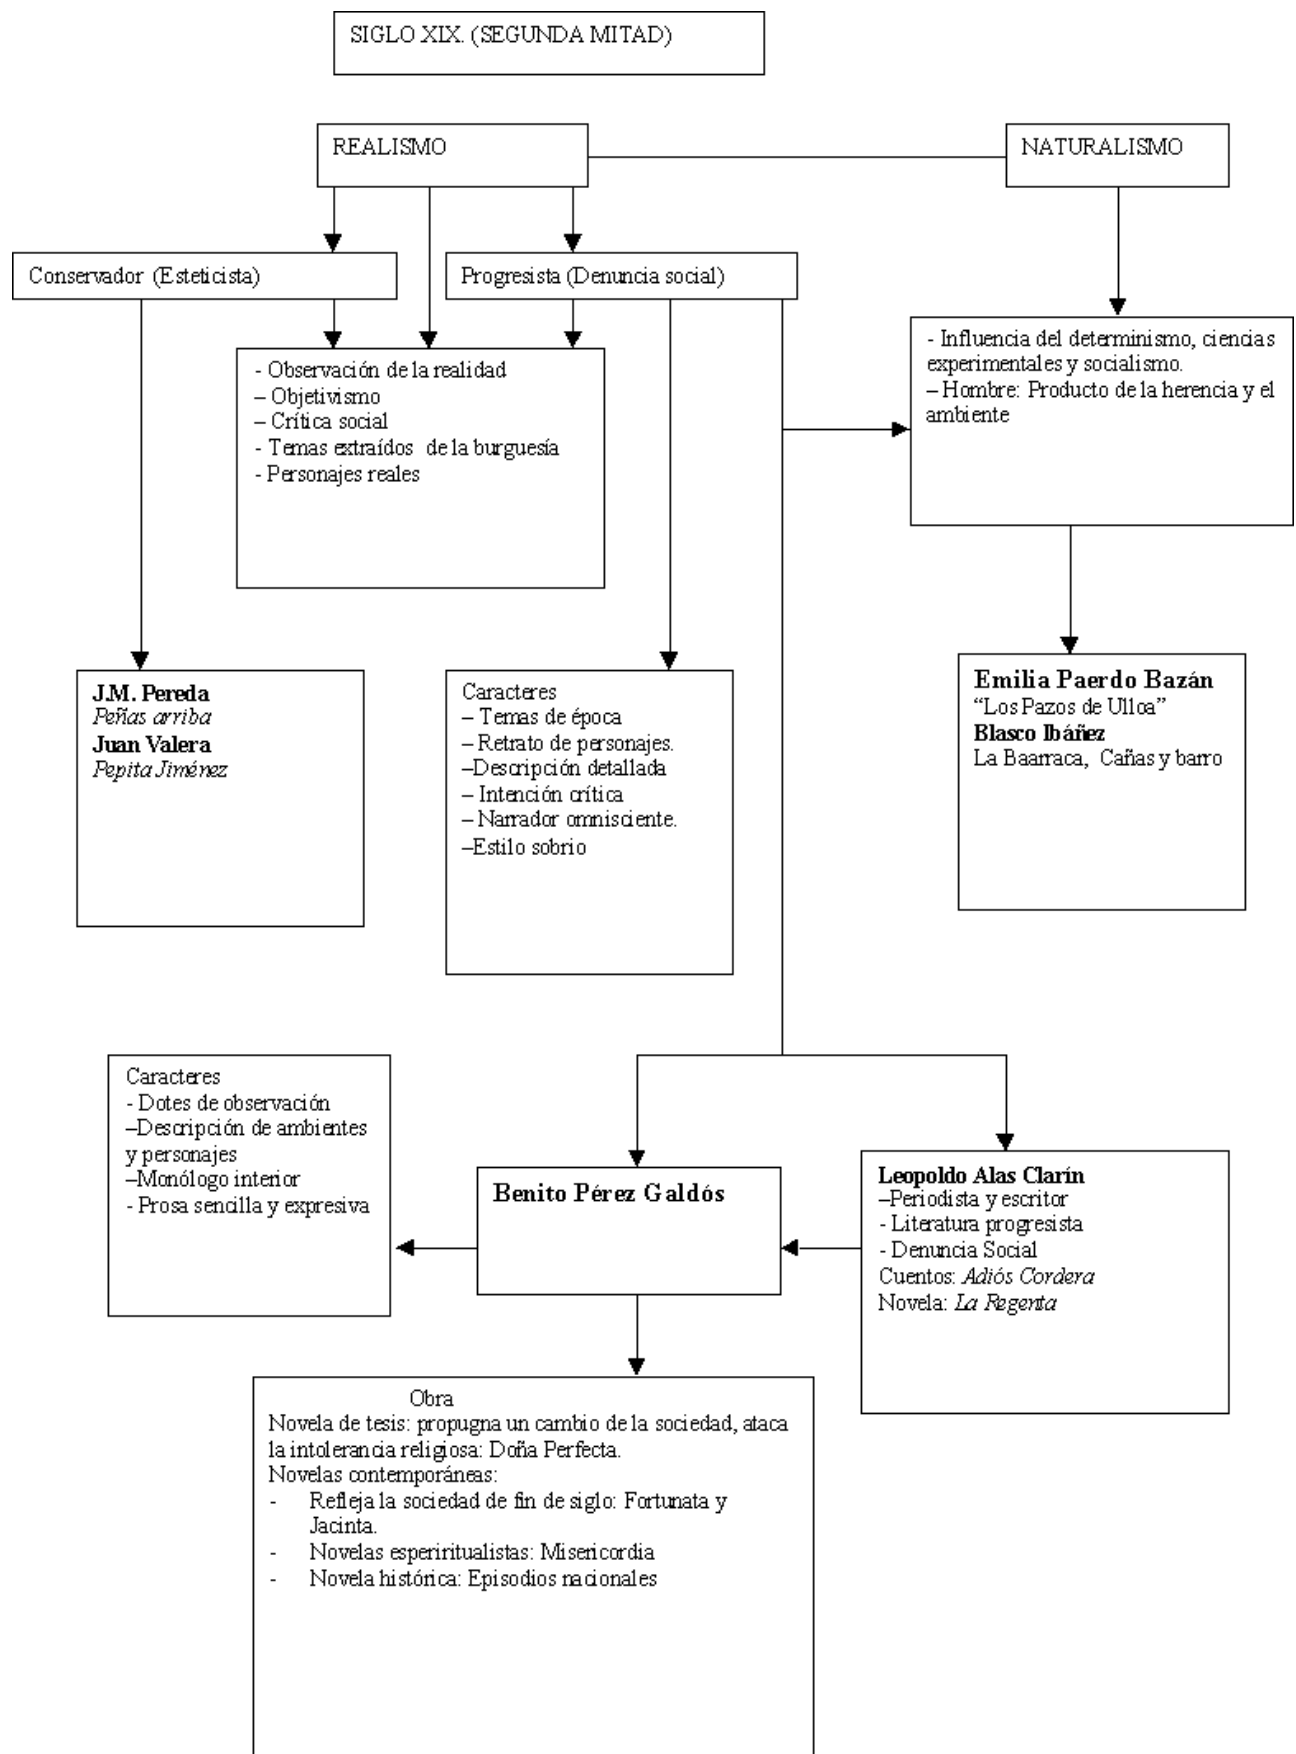 SIGLO XIX. (SEGUNDA MITAD)
REALISMO
NATURALISMO
Conservador (Esteticista)
Progresista (Denuncia social)
- Observación de la realidad
– Objetivismo
– Crítica social
- Temas extraídos de la burguesía
- Personajes reales
- Influencia del determinismo, ciencias
experimentales y socialismo.
– Hombre: Producto de la herencia y el
ambiente
J.M. Pereda
Peñas arriba
Juan Valera
Pepita Jiménez
Caracteres
– Temas de época
– Retrato de personajes.
–Descripción detallada
– Intención crítica
– Narrador omnisciente.
–Estilo sobrio
Emilia Paerdo Bazán
“Los Pazos de Ulloa”
Blasco Ibáñez
La Baarraca, Cañas y barro
Caracteres
- Dotes de observación
–Descripción de ambientes
y personajes
–Monólogo interior
- Prosa sencilla y expresiva
Benito Pérez Galdós
Leopoldo Alas Clarín
–Periodista y escritor
- Literatura progresista
- Denuncia Social
Cuentos: Adiós Cordera
Novela: La Regenta
Obra
Novela de tesis: propugna un cambio de la sociedad, ataca
la intolerancia religiosa: Doña Perfecta.
Novelas contemporáneas:
- Refleja la sociedad de fin de siglo: Fortunata y
Jacinta.
- Novelas esperiritualistas: Misericordia
- Novela histórica: Episodios nacionales